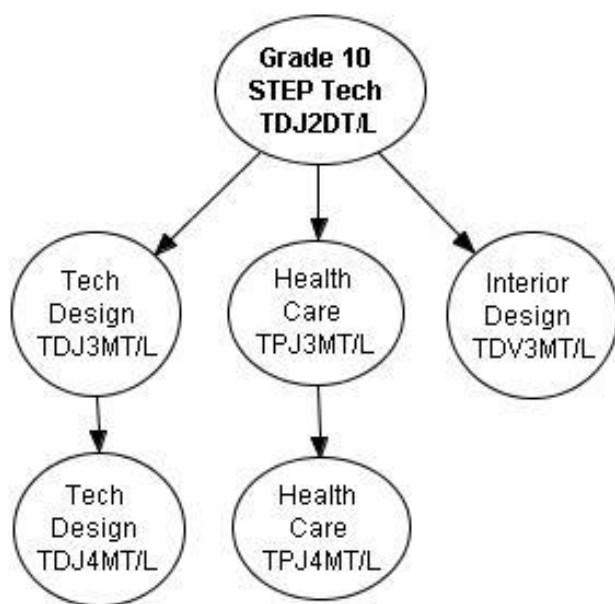 Grade 10
STEP Tech
TDJ2DT/L
Tech
Design
TDJ3MT/L
Health
Care
TPJ3MT/L
Interior
Design
TDV3MT/L
Tech
Design
TDJ4MT/L
Health
Care
TPJ4MT/L